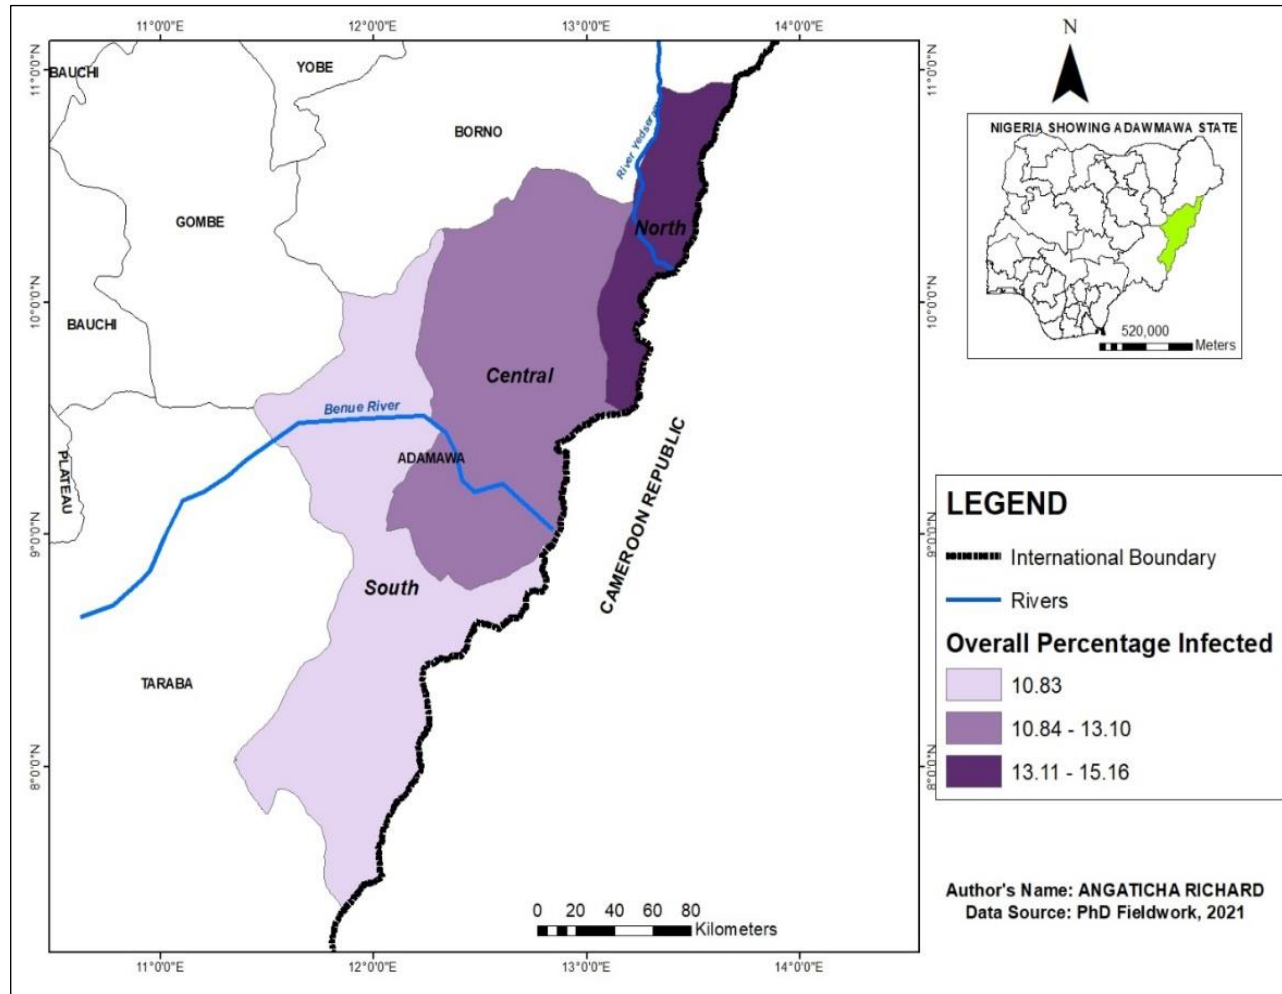 11°0'0"E 12°0'0"E 13°0'0"E 14°0'0"E
11°0'0"N
10°0'0"N
9°0'0"N
8°0'0"N
BAUCHI
YOBE
BORNO
GOMBE
BAUCHI
PLATEAU
TARABA
River Yedseram
North
Central
Benue River
ADAMAWA
South
CAMEROON REPUBLIC
0 20 40 60 80
Kilometers
11°0'0"N
10°0'0"N
9°0'0"N
8°0'0"N
11°0'0"E 12°0'0"E 13°0'0"E 14°0'0"E
N
NIGERIA SHOWING ADAWMAWA STATE
520,000
Meters
LEGEND
International Boundary
Rivers
Overall Percentage Infected
10.83
10.84 - 13.10
13.11 - 15.16
Author's Name: ANGATICHA RICHARD
Data Source: PhD Fieldwork, 2021